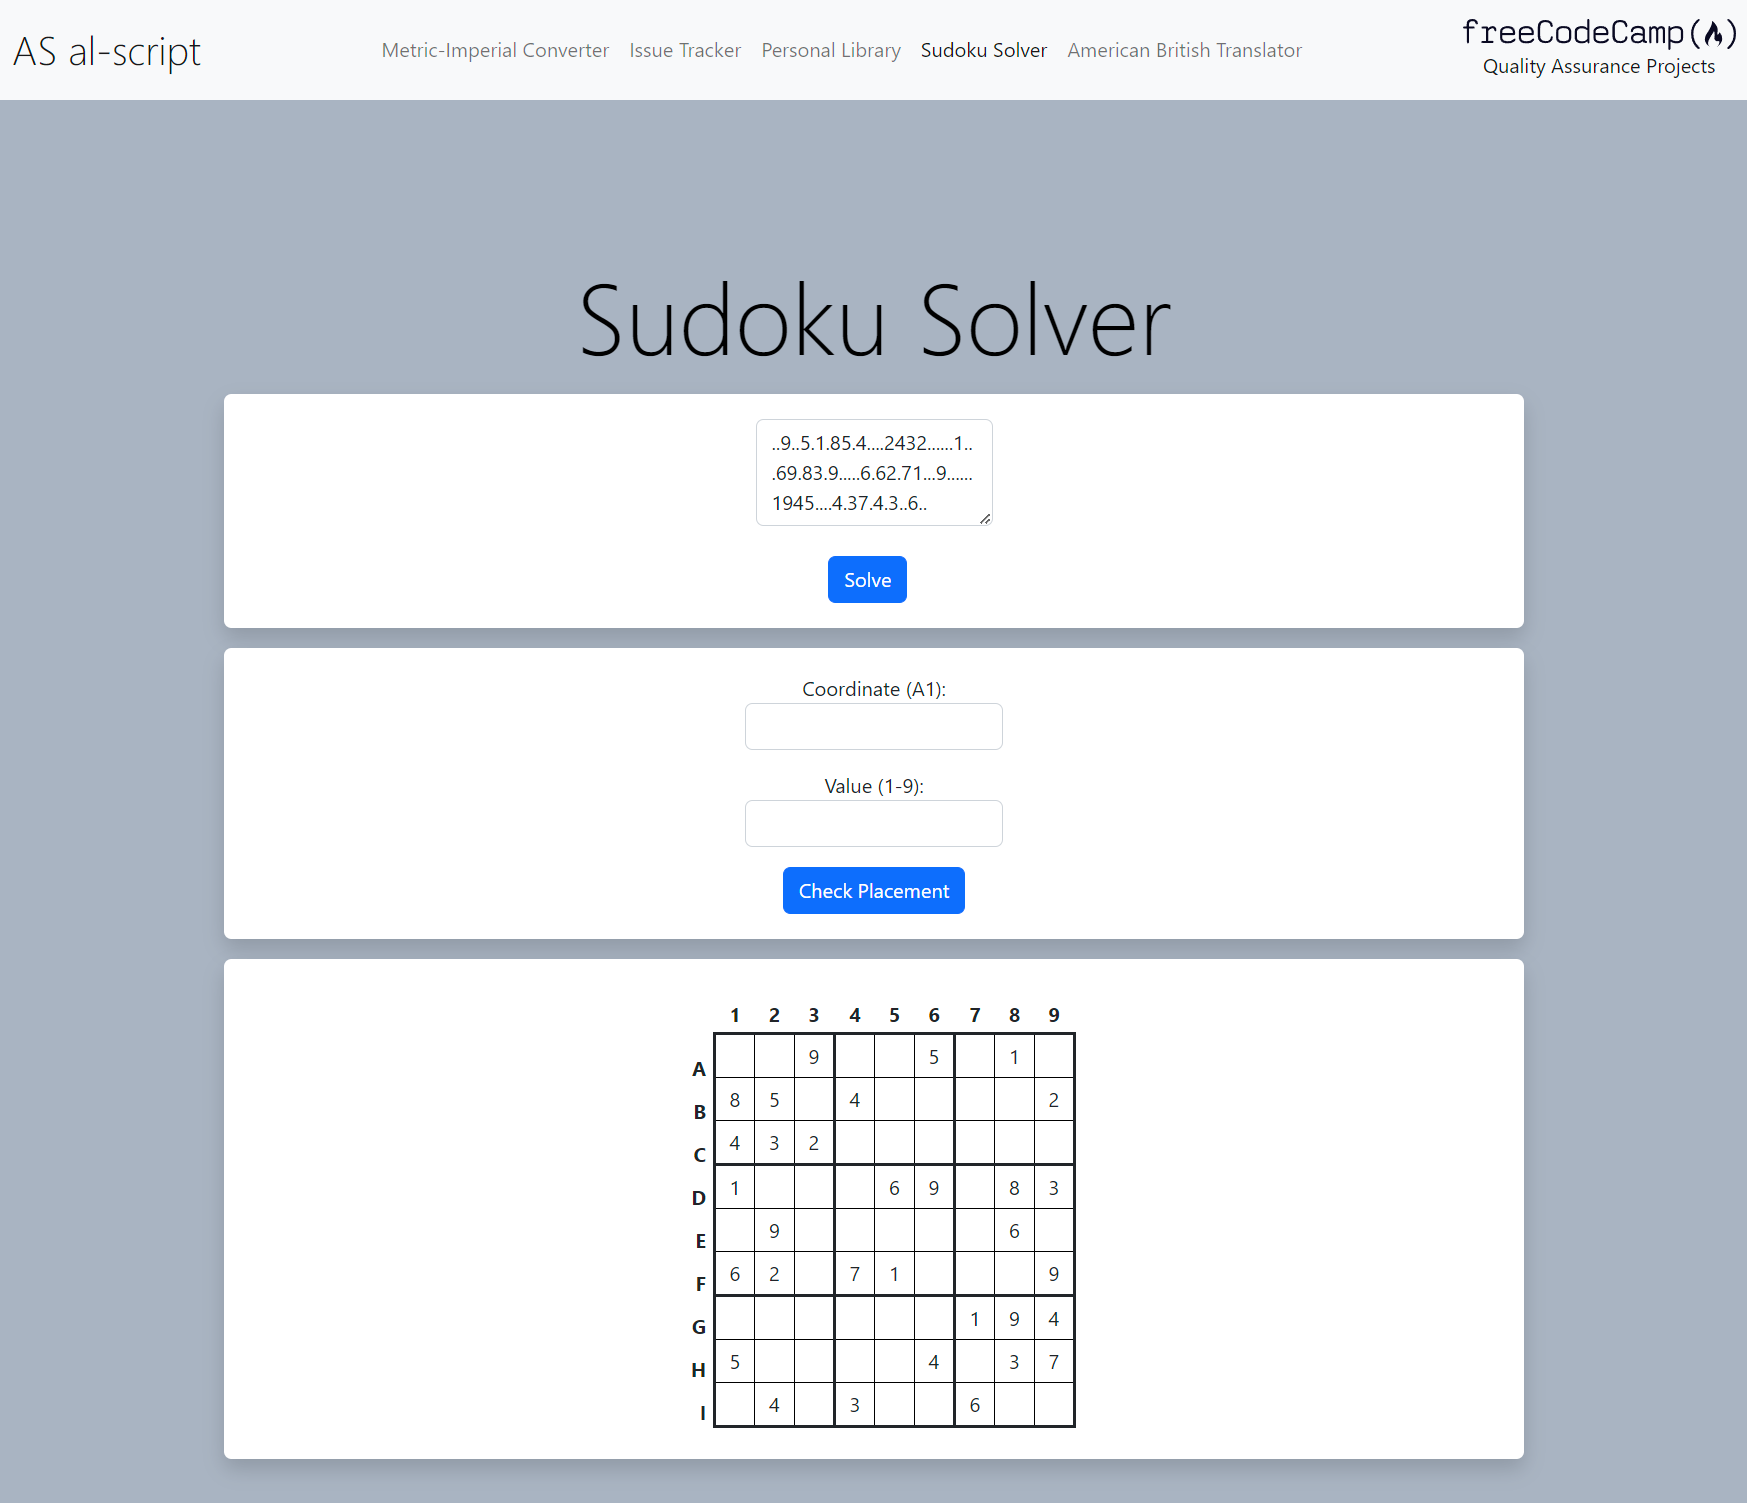 AS al-script
Metric-Imperial Converter Issue Tracker Personal Library Sudoku Solver American British Translator
freeCodeCamp
Quality Assurance Projects
Sudoku Solver
..9..5.1.85.4....2432......1..
.69.83.9.....6.62.71...9......
1945....4.37.4.3..6..
Solve
Coordinate (A1):
Value (1-9):
Check Placement
1 2 3 4 5 6 7 8 9
A 9 5 1
B 8 5 4 2
C 4 3 2
D 1 6 9 8 3
E 9 6
F 6 2 7 1 9
G 1 9 4
H 5 4 3 7
I 4 3 6